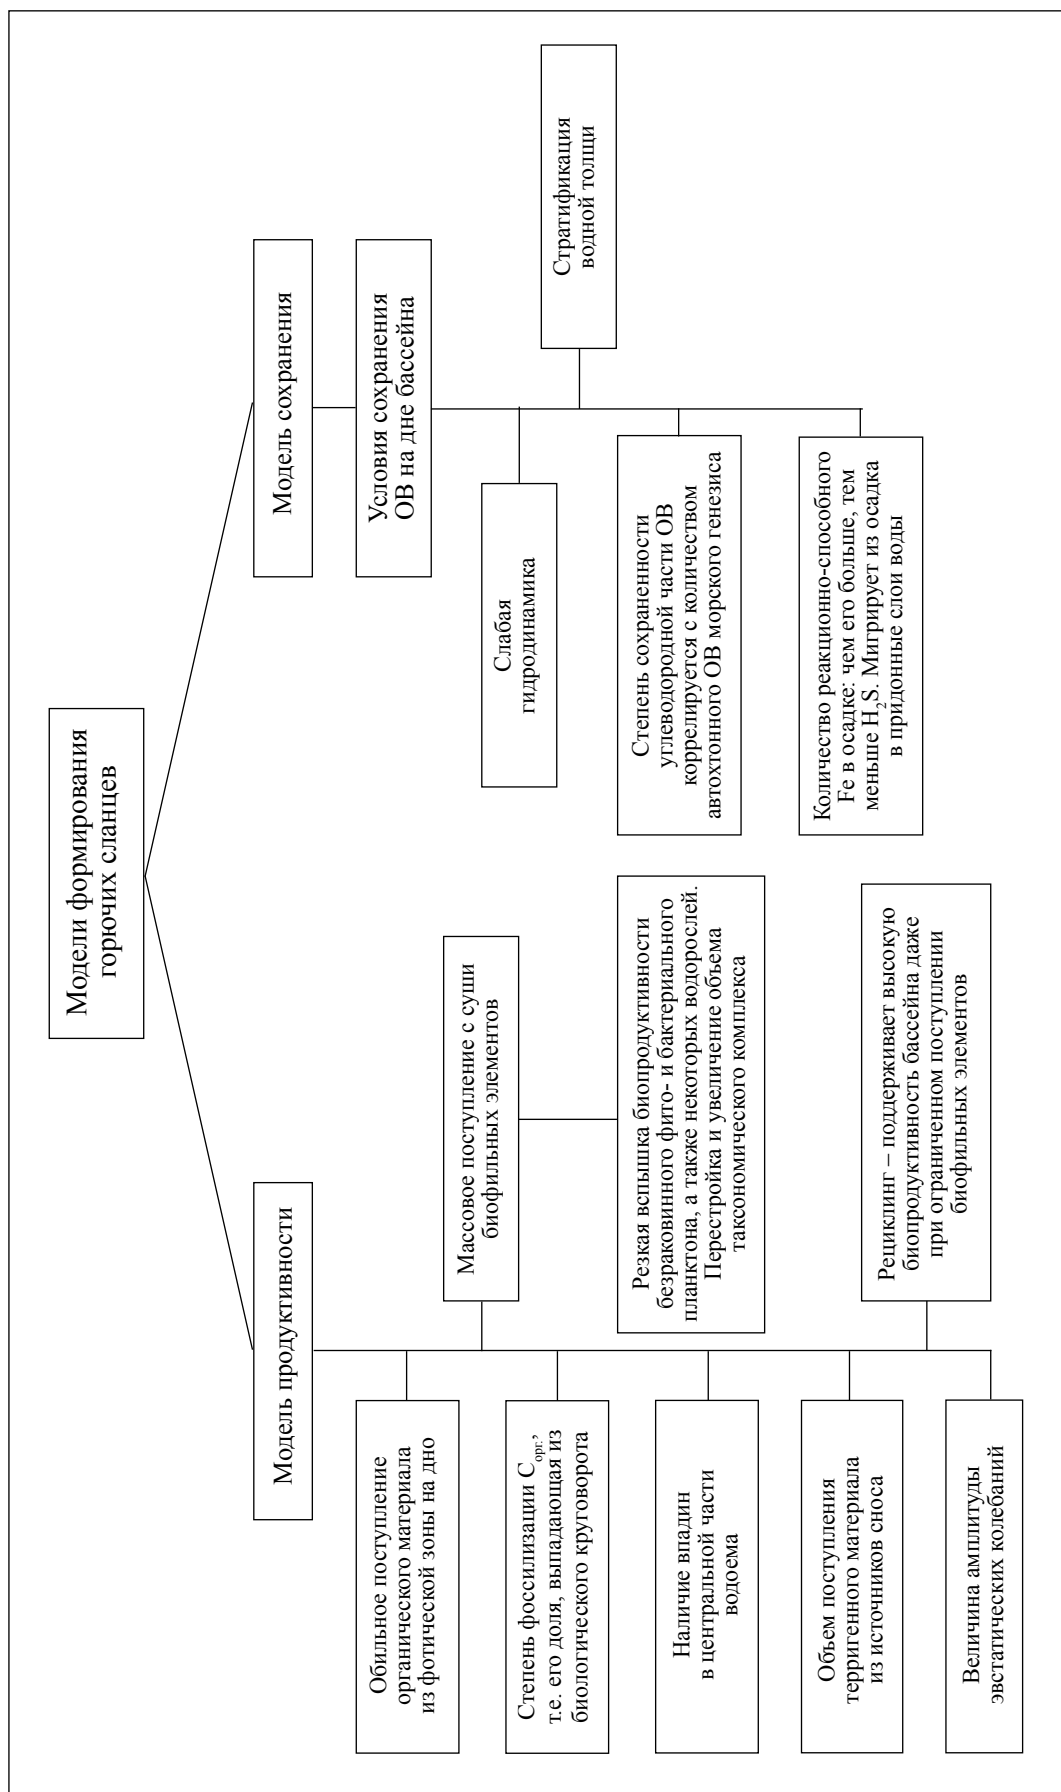 Модели формирования
горючих сланцев
Модель продуктивности
Обильное поступление
органического материала
из фотической зоны на дно
Степень фоссилизации Cорг.,
т.е. его доля, выпадающая из
биологического круговорота
Наличие впадин
в центральной части
водоема
Объем поступления
терригенного материала
из источников сноса
Величина амплитуды
эвстатических колебаний
Массовое поступление с суши
биофильных элементов
Резкая вспышка биопродуктивности
безраковинного фито- и бактериального
планктона, а также некоторых водорослей.
Перестройка и увеличение объема
таксономического комплекса
Рециклинг – поддерживает высокую
биопродуктивность бассейна даже
при ограниченном поступлении
биофильных элементов
Модель сохранения
Условия сохранения
ОВ на дне бассейна
Слабая
гидродинамика
Степень сохранности
углеводородной части ОВ
коррелируется с количеством
автохтонного ОВ морского генезиса
Количество реакционно-способного
Fe в осадке: чем его больше, тем
меньше H₂S. Мигрирует из осадка
в придонные слои воды
Стратификация
водной толщи